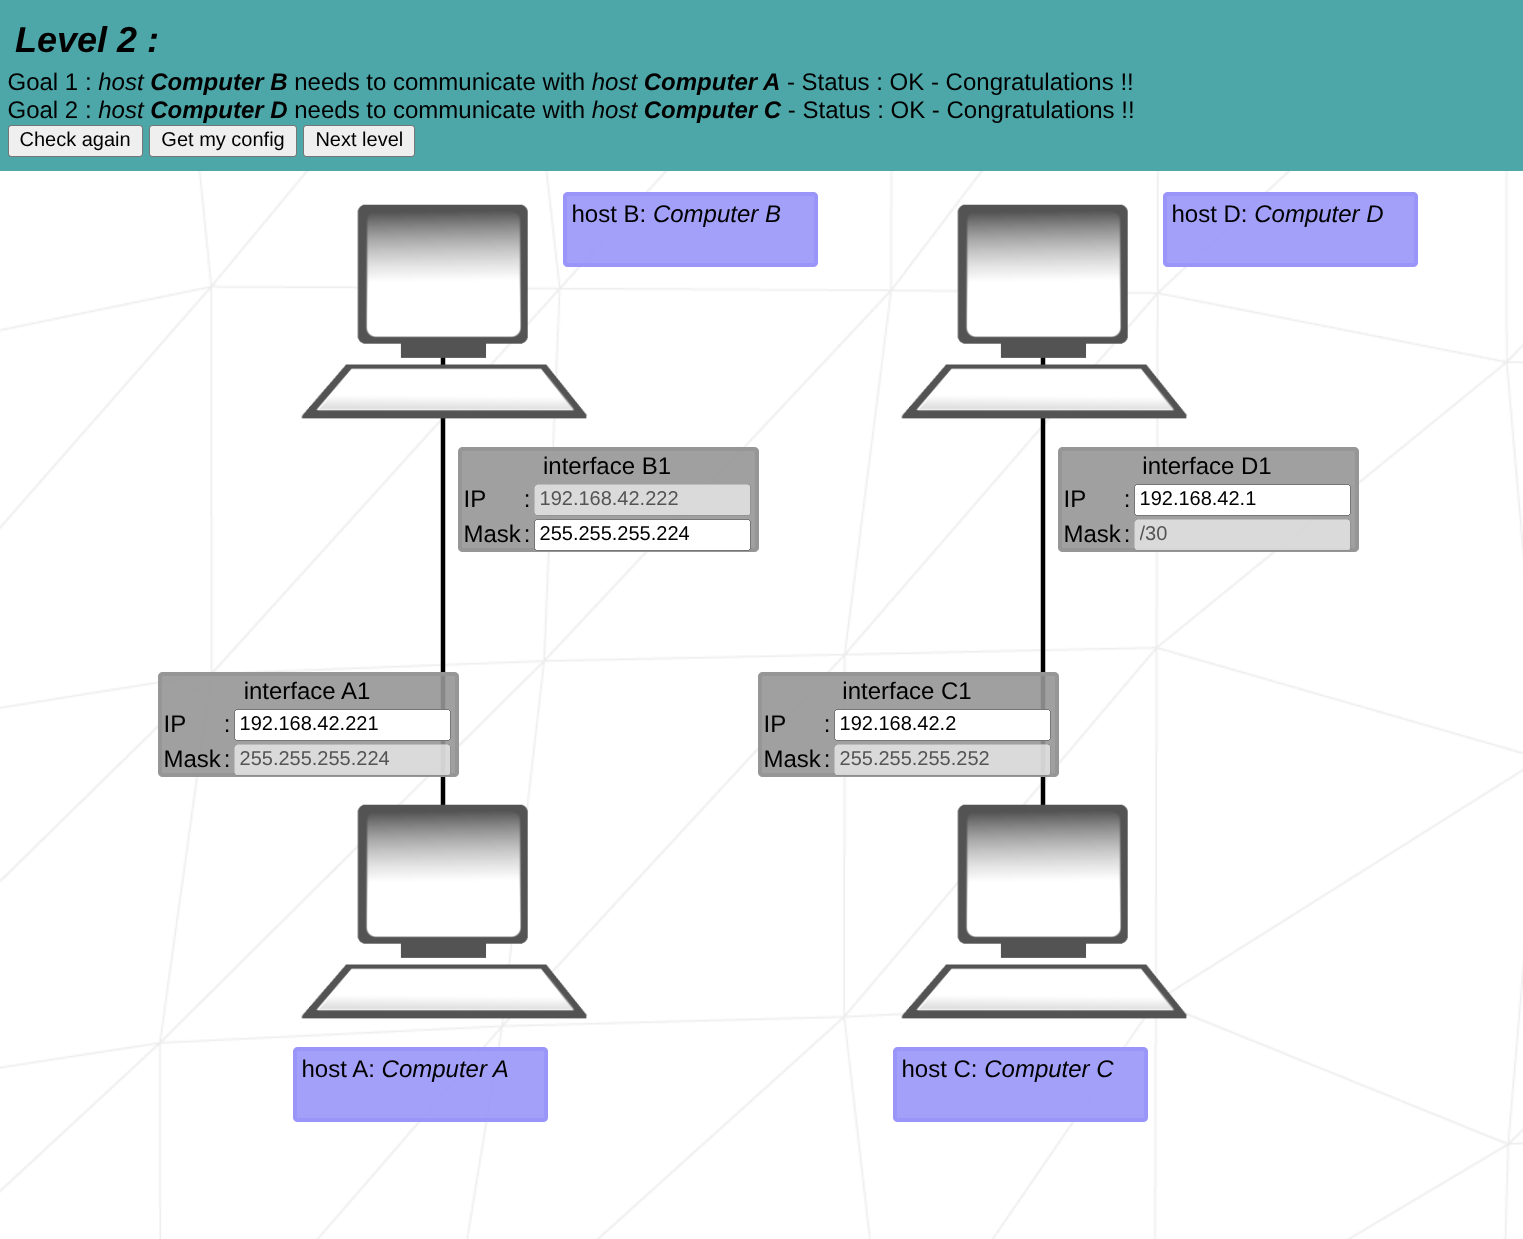 Level 2 :
Goal 1 : host Computer B needs to communicate with host Computer A - Status : OK - Congratulations !!
Goal 2 : host Computer D needs to communicate with host Computer C - Status : OK - Congratulations !!
Check again Get my config Next level
host B: Computer B
host D: Computer D
interface B1
IP : 192.168.42.222
Mask : 255.255.255.224
interface D1
IP : 192.168.42.1
Mask : /30
interface A1
IP : 192.168.42.221
Mask : 255.255.255.224
interface C1
IP : 192.168.42.2
Mask : 255.255.255.252
host A: Computer A
host C: Computer C